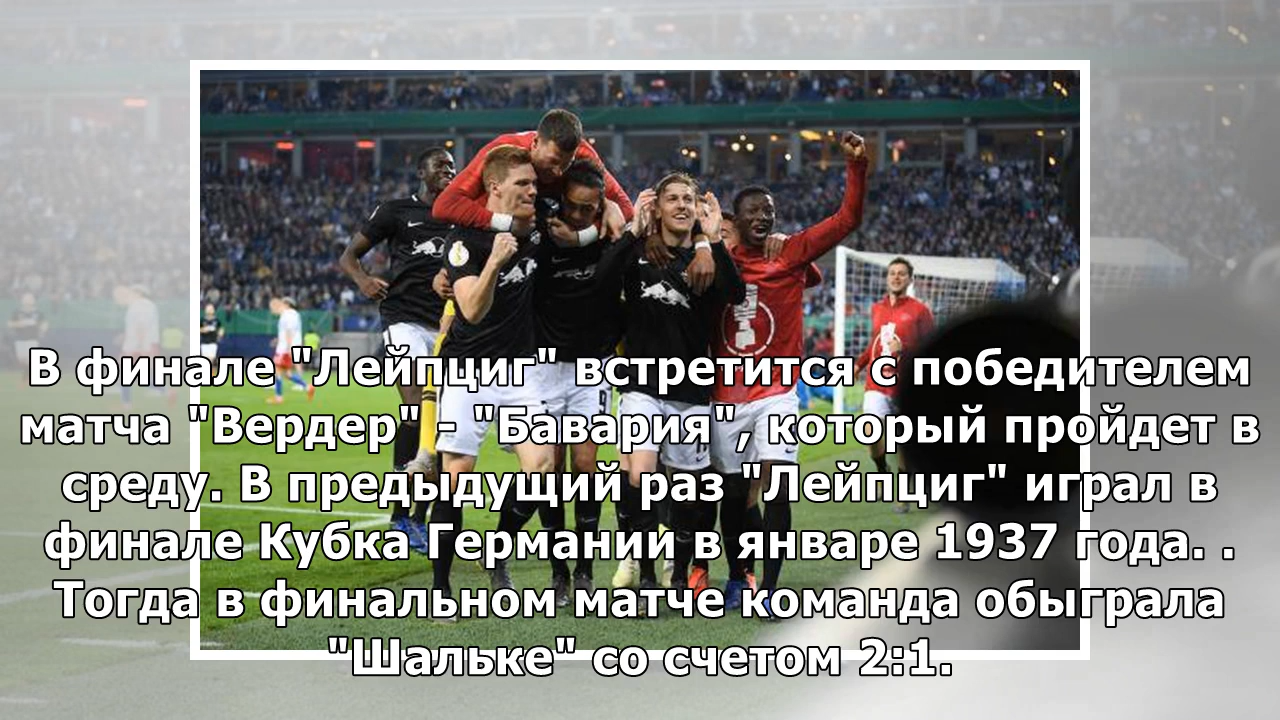 В финале "Лейпциг" встретится с победителем
матча "Вердер" - "Бавария", который пройдет в
среду. В предыдущий раз "Лейпциг" играл в
финале Кубка Германии в январе 1937 года. .
Тогда в финальном матче команда обыграла
"Шальке" со счетом 2:1.